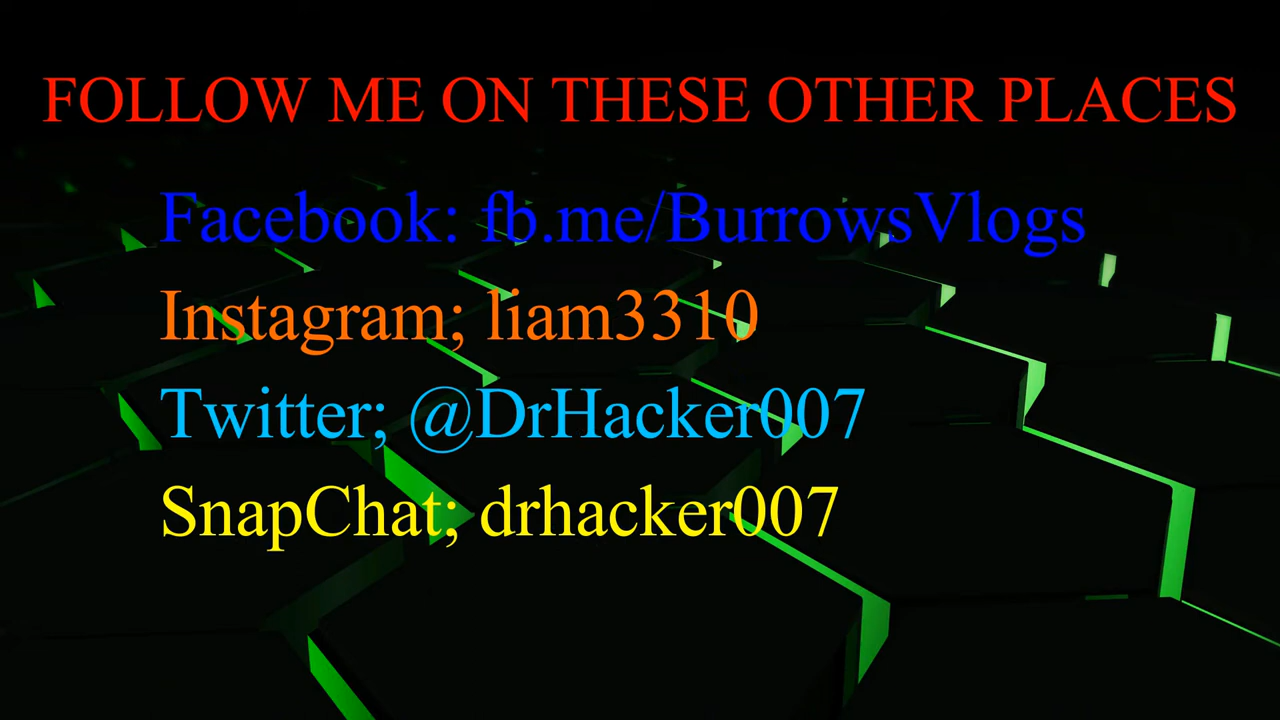 FOLLOW ME ON THESE OTHER PLACES
Facebook: fb.me/BurrowsVlogs
Instagram; liam3310
Twitter; @DrHacker007
SnapChat; drhacker007